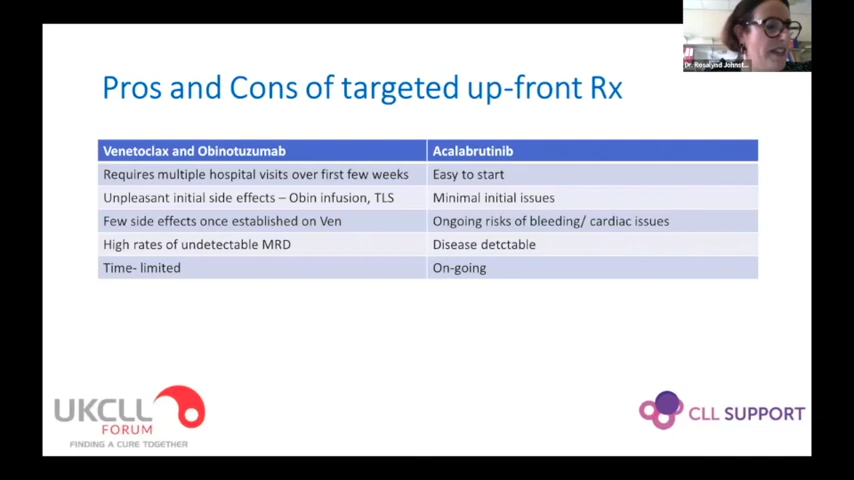 Dr. Rosalynd Johnst...
Pros and Cons of targeted up-front Rx
Venetoclax and Obinotuzumab Acalabrutinib
Requires multiple hospital visits over first few weeks Easy to start
Unpleasant initial side effects – Obin infusion, TLS Minimal initial issues
Few side effects once established on Ven Ongoing risks of bleeding/ cardiac issues
High rates of undetectable MRD Disease detctable
Time- limited On-going
UKCLL
FORUM
FINDING A CURE TOGETHER
CLL SUPPORT